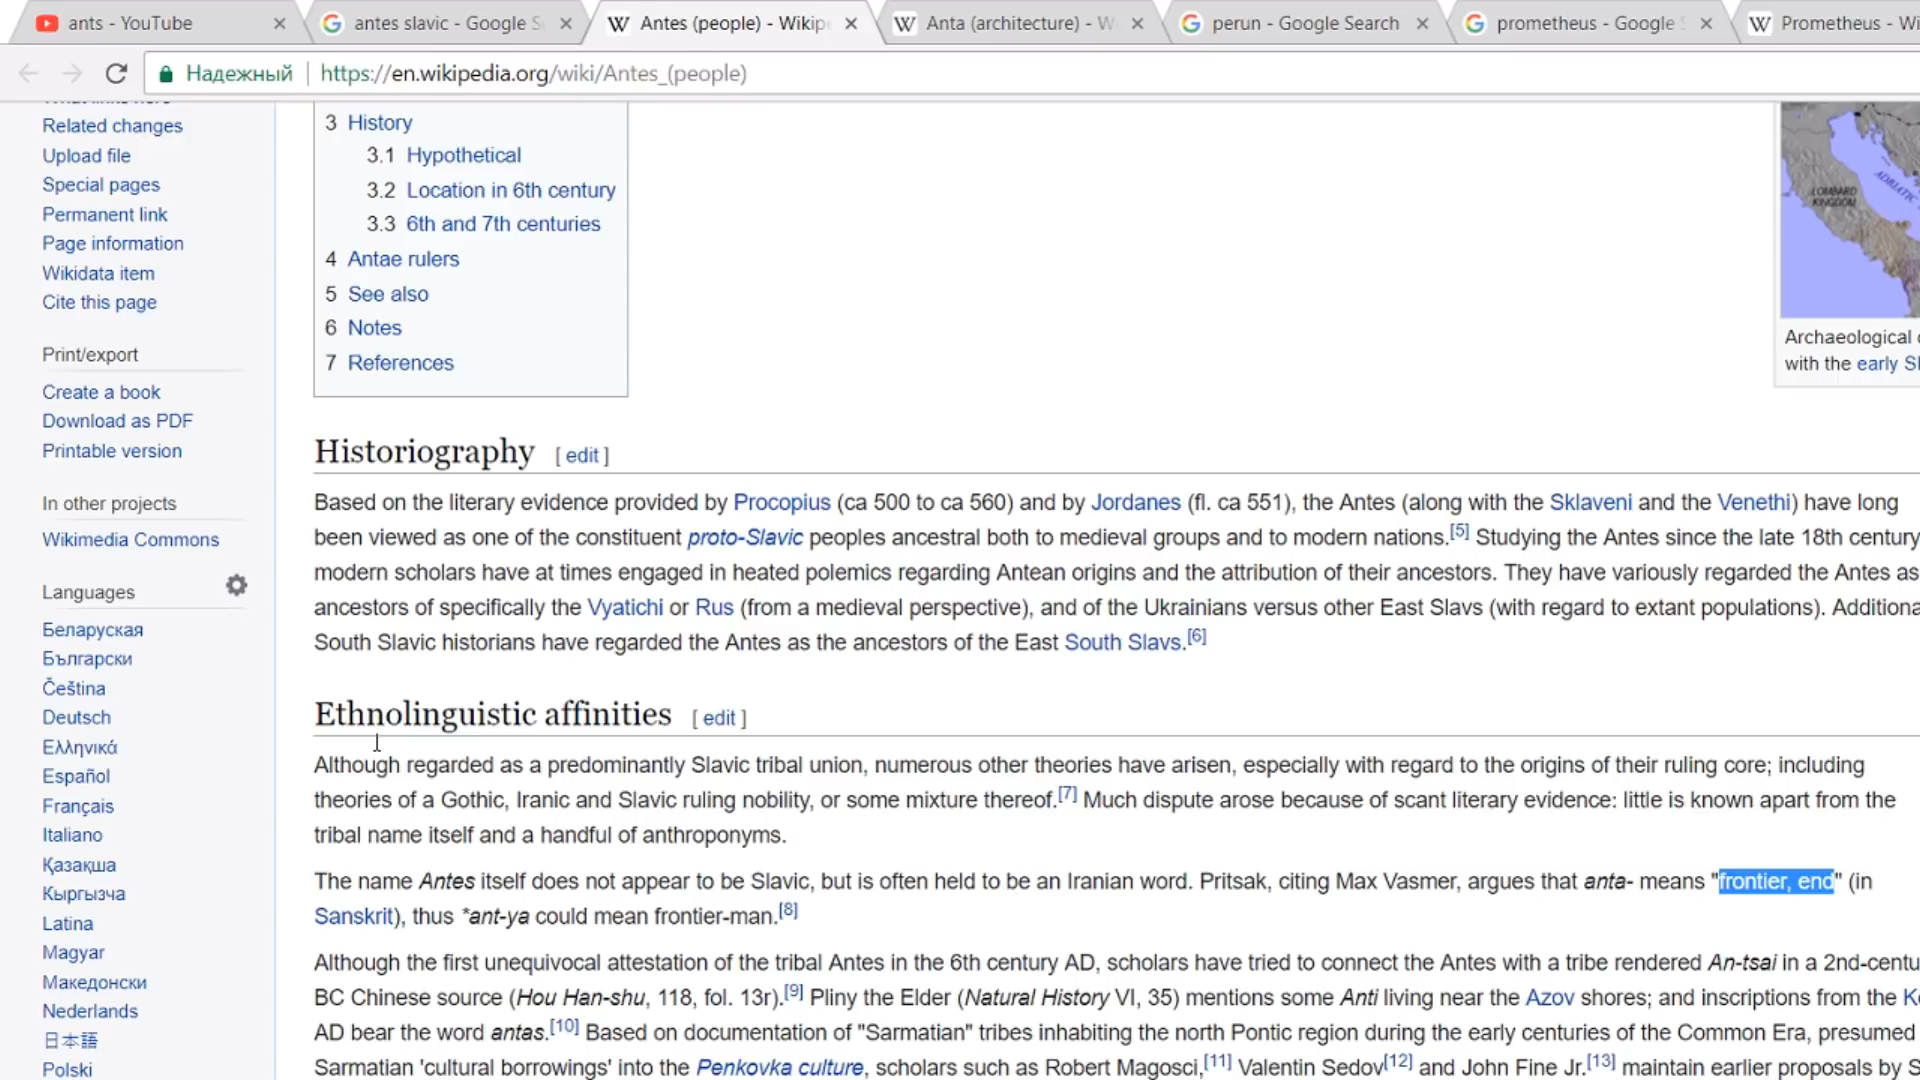 ants - YouTube
antes slavic - Google S
Antes (people) - Wikip
Anta (architecture) - W
perun - Google Search
prometheus - Google S
Prometheus - Wi
Надежный
https://en.wikipedia.org/wiki/Antes_(people)
What links here
Related changes
Upload file
Special pages
Permanent link
Page information
Wikidata item
Cite this page
Print/export
Create a book
Download as PDF
Printable version
In other projects
Wikimedia Commons
Languages
Беларуская
Български
Čeština
Deutsch
Ελληνικά
Español
Français
Italiano
Қазақша
Кыргызча
Latina
Magyar
Македонски
Nederlands
日本語
Polski
3 History
3.1 Hypothetical
3.2 Location in 6th century
3.3 6th and 7th centuries
4 Antae rulers
5 See also
6 Notes
7 References
LOMBARD
KINGDOM
ADRIATIC
Archaeological
with the early Sl
Historiography [ edit ]
Based on the literary evidence provided by Procopius (ca 500 to ca 560) and by Jordanes (fl. ca 551), the Antes (along with the Sklaveni and the Venethi) have long
been viewed as one of the constituent proto-Slavic peoples ancestral both to medieval groups and to modern nations.[5] Studying the Antes since the late 18th century
modern scholars have at times engaged in heated polemics regarding Antean origins and the attribution of their ancestors. They have variously regarded the Antes as
ancestors of specifically the Vyatichi or Rus (from a medieval perspective), and of the Ukrainians versus other East Slavs (with regard to extant populations). Additiona
South Slavic historians have regarded the Antes as the ancestors of the East South Slavs.[6]
Ethnolinguistic affinities [ edit ]
Although regarded as a predominantly Slavic tribal union, numerous other theories have arisen, especially with regard to the origins of their ruling core; including
theories of a Gothic, Iranic and Slavic ruling nobility, or some mixture thereof.[7] Much dispute arose because of scant literary evidence: little is known apart from the
tribal name itself and a handful of anthroponyms.
The name Antes itself does not appear to be Slavic, but is often held to be an Iranian word. Pritsak, citing Max Vasmer, argues that anta- means "frontier, end" (in
Sanskrit), thus *ant-ya could mean frontier-man.[8]
Although the first unequivocal attestation of the tribal Antes in the 6th century AD, scholars have tried to connect the Antes with a tribe rendered An-tsai in a 2nd-centu
BC Chinese source (Hou Han-shu, 118, fol. 13r).[9] Pliny the Elder (Natural History VI, 35) mentions some Anti living near the Azov shores; and inscriptions from the Ke
AD bear the word antas.[10] Based on documentation of "Sarmatian" tribes inhabiting the north Pontic region during the early centuries of the Common Era, presumed
Sarmatian 'cultural borrowings' into the Penkovka culture, scholars such as Robert Magosci,[11] Valentin Sedov[12] and John Fine Jr.[13] maintain earlier proposals by S